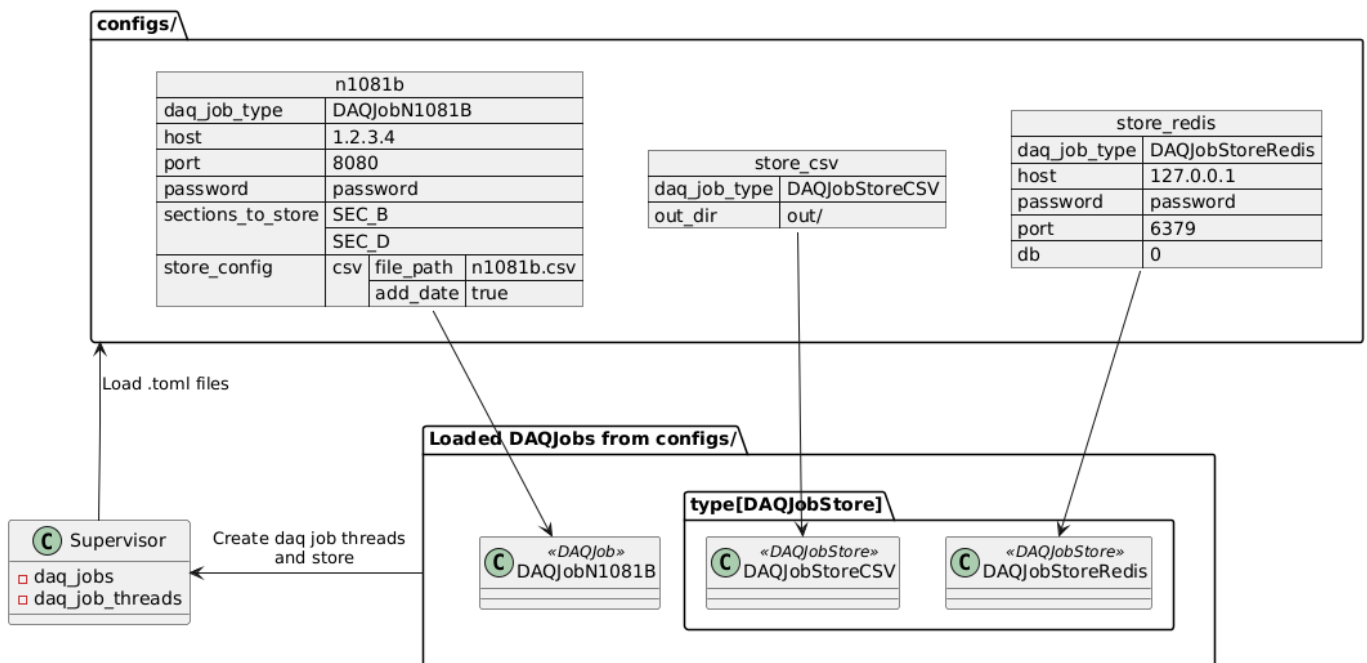 configs/
n1081b
daq_job_type DAQJobN1081B
host 1.2.3.4
port 8080
password password
sections_to_store SEC_B
SEC_D
store_config csv file_path n1081b.csv
add_date true
store_csv
daq_job_type DAQJobStoreCSV
out_dir out/
store_redis
daq_job_type DAQJobStoreRedis
host 127.0.0.1
password password
port 6379
db 0
Load .toml files
Loaded DAQJobs from configs/
type[DAQJobStore]
C Supervisor
daq_jobs
daq_job_threads
Create daq job threads
and store
C «DAQJob»
DAQJobN1081B
C «DAQJobStore»
DAQJobStoreCSV
C «DAQJobStore»
DAQJobStoreRedis